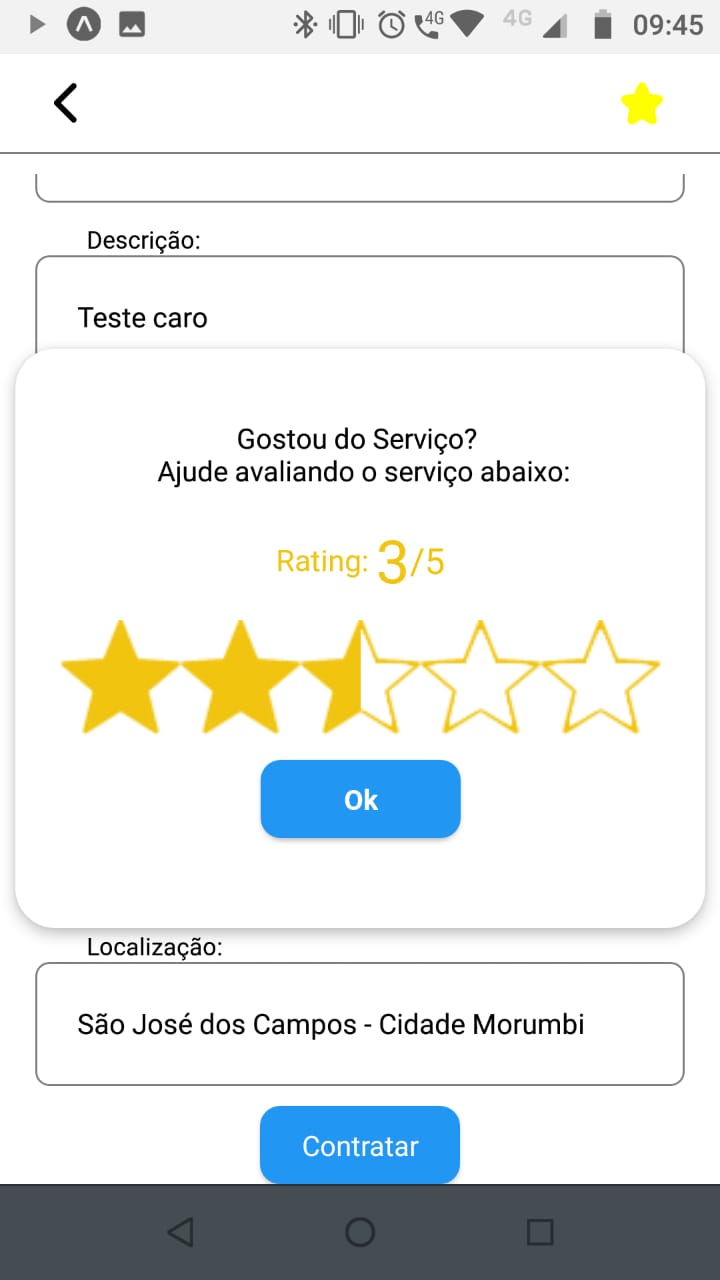 4G 4G 09:45
Descrição:
Teste caro
Gostou do Serviço?
Ajude avaliando o serviço abaixo:
Rating: 3/5
Ok
Localização:
São José dos Campos - Cidade Morumbi
Contratar